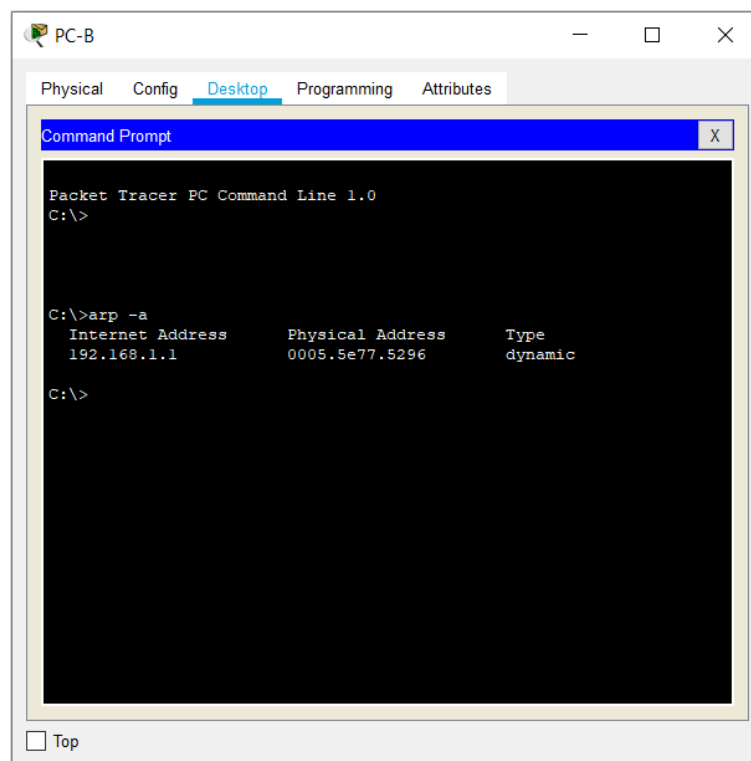 PC-B
Physical Config Desktop Programming Attributes
Command Prompt X
Packet Tracer PC Command Line 1.0
C:\>
C:\>arp -a
Internet Address Physical Address Type
192.168.1.1 0005.5e77.5296 dynamic
C:\>
Top